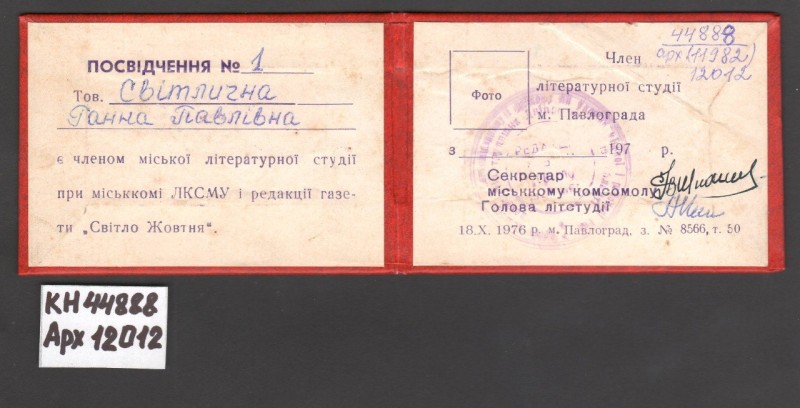 ПОСВІДЧЕННЯ № 1
Тов. Світлична
Ганна Павлівна
є членом міської літературної студії
при міськкомі ЛКСМУ і редакції газе-
ти „Світло Жовтня".
44888
арх (11982)
12012
Член
літературної студії
м. Павлограда
Фото
з 197 р.
Секретар
міськкому комсомолу
Голова літстудії
18.X. 1976 р. м. Павлоград, з. № 8566, т. 50
КН 44888
Арх 12012